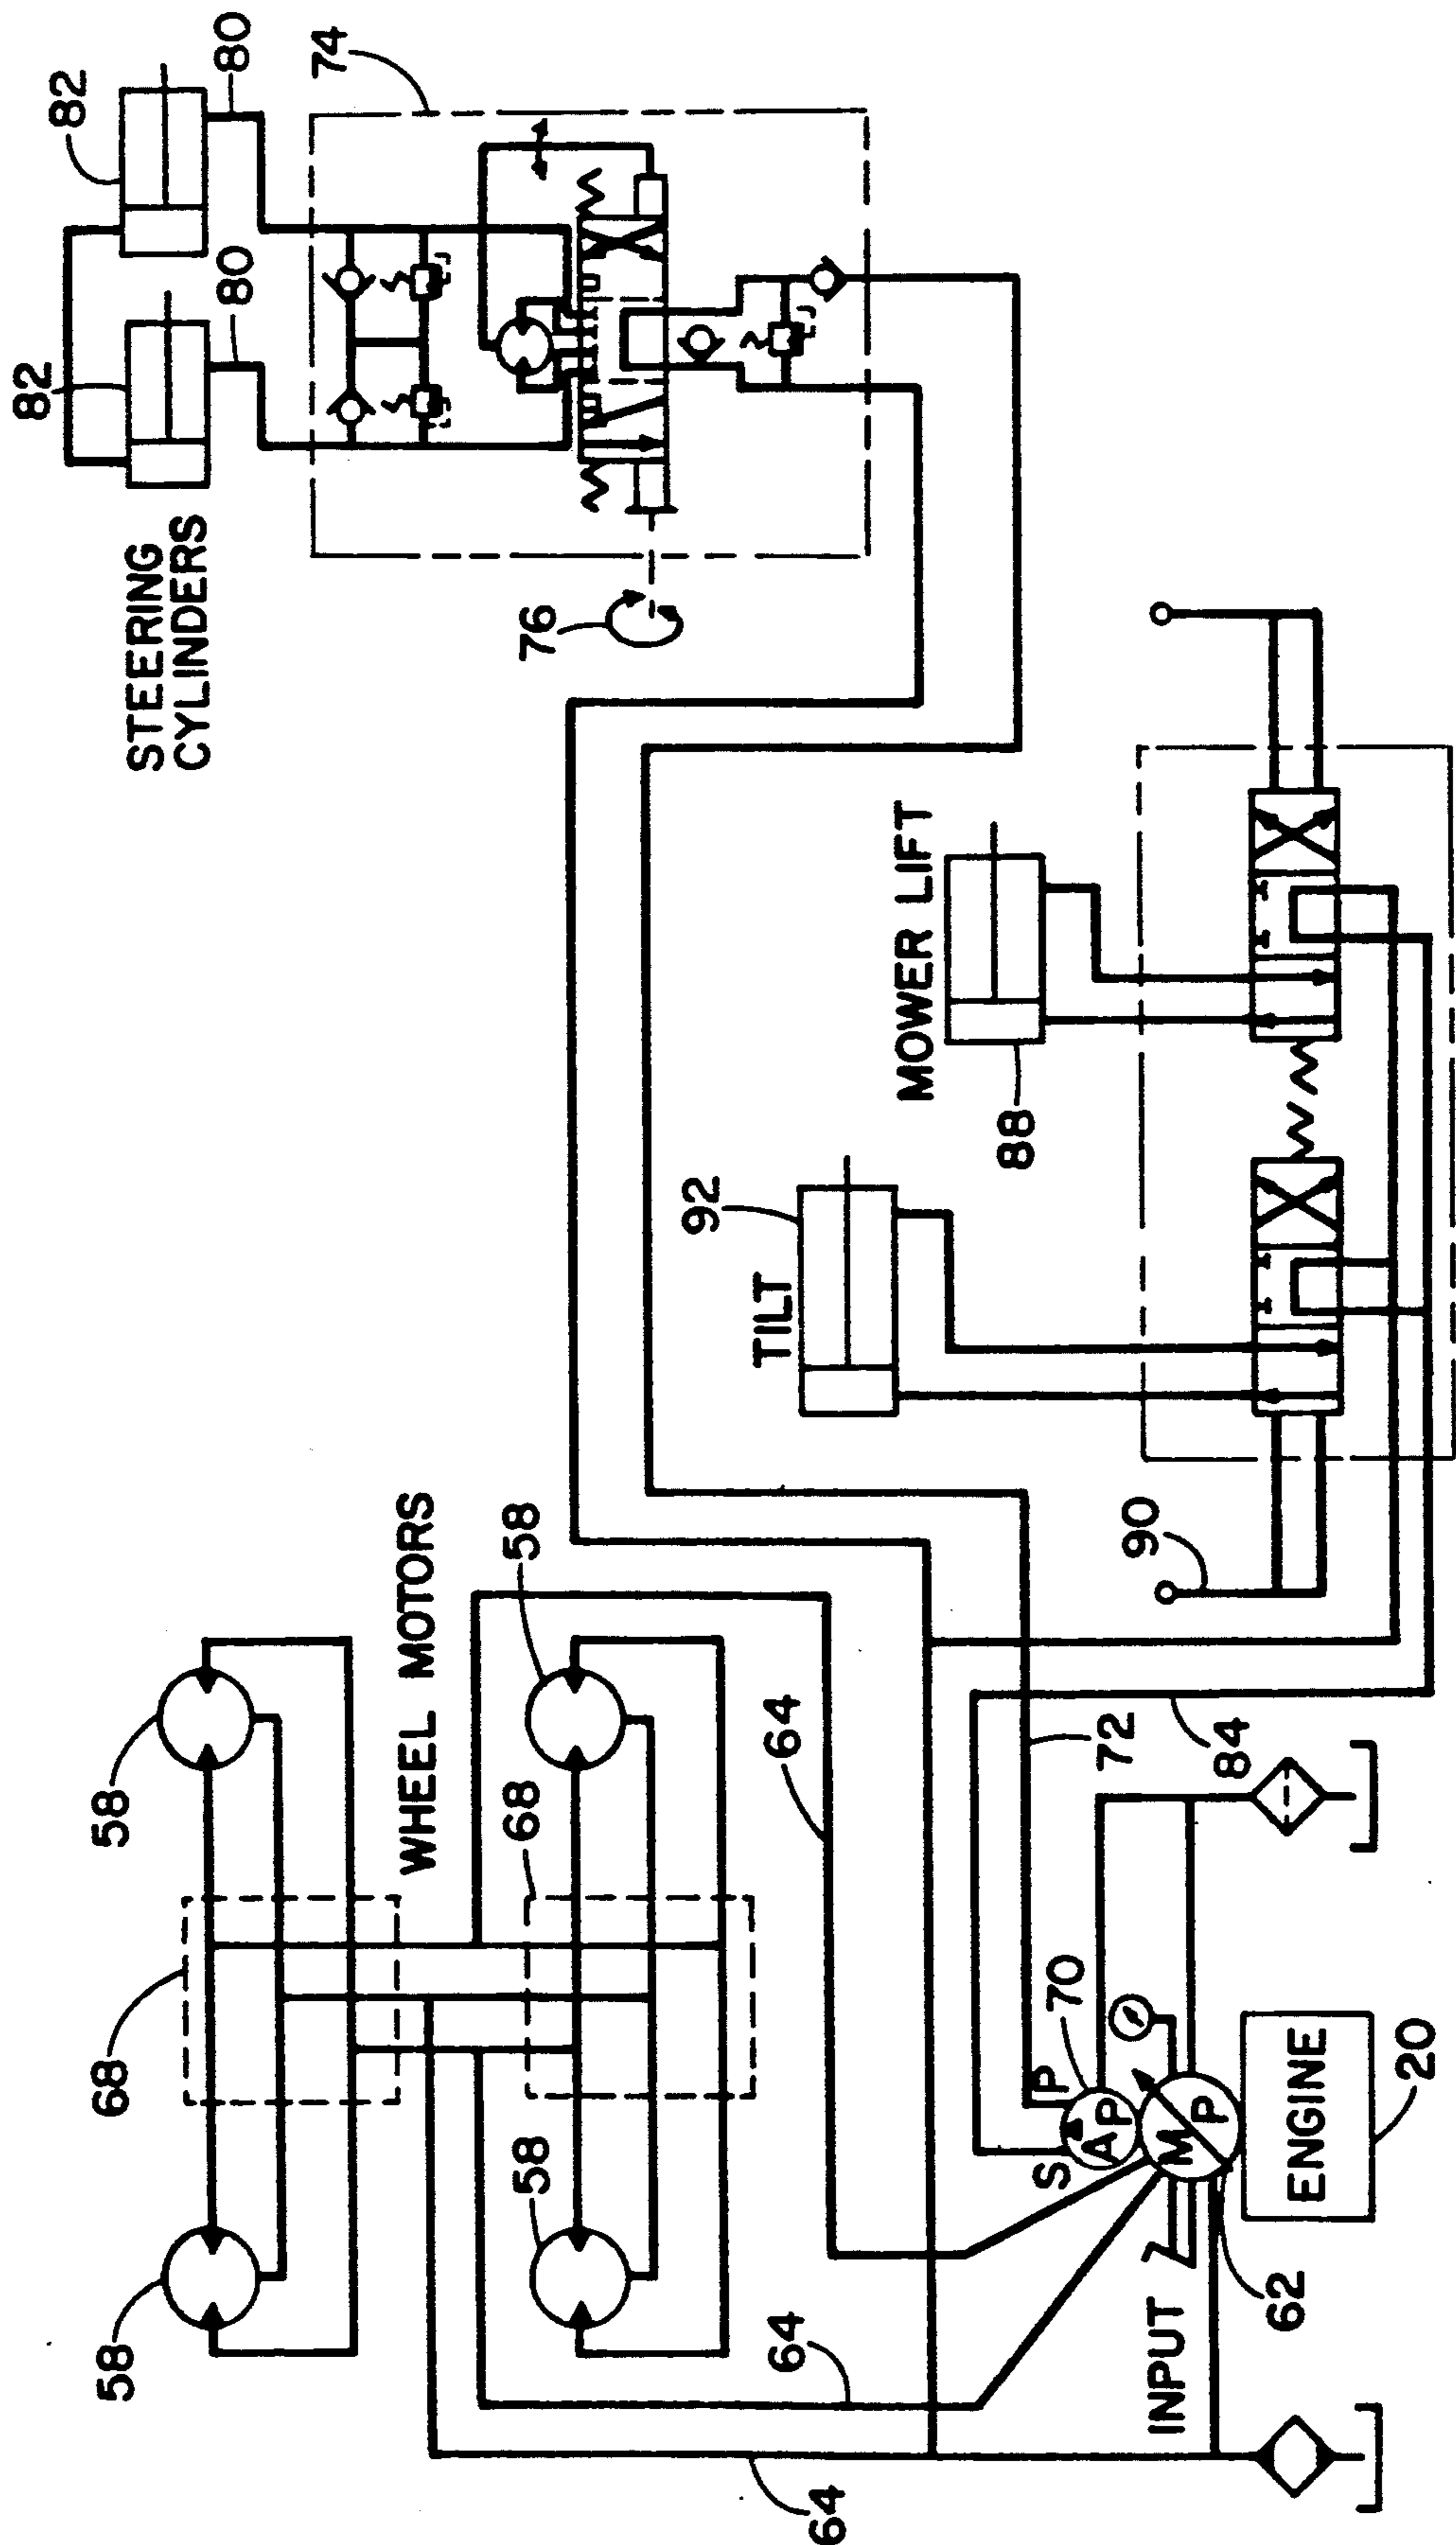 58
58
68
WHEEL MOTORS
58
58
68
64
64
64
STEERING
CYLINDERS
82
82
80
80
74
76
TILT
92
MOWER LIFT
88
90
84
72
70
S
P
A P
M P
INPUT
62
ENGINE
20